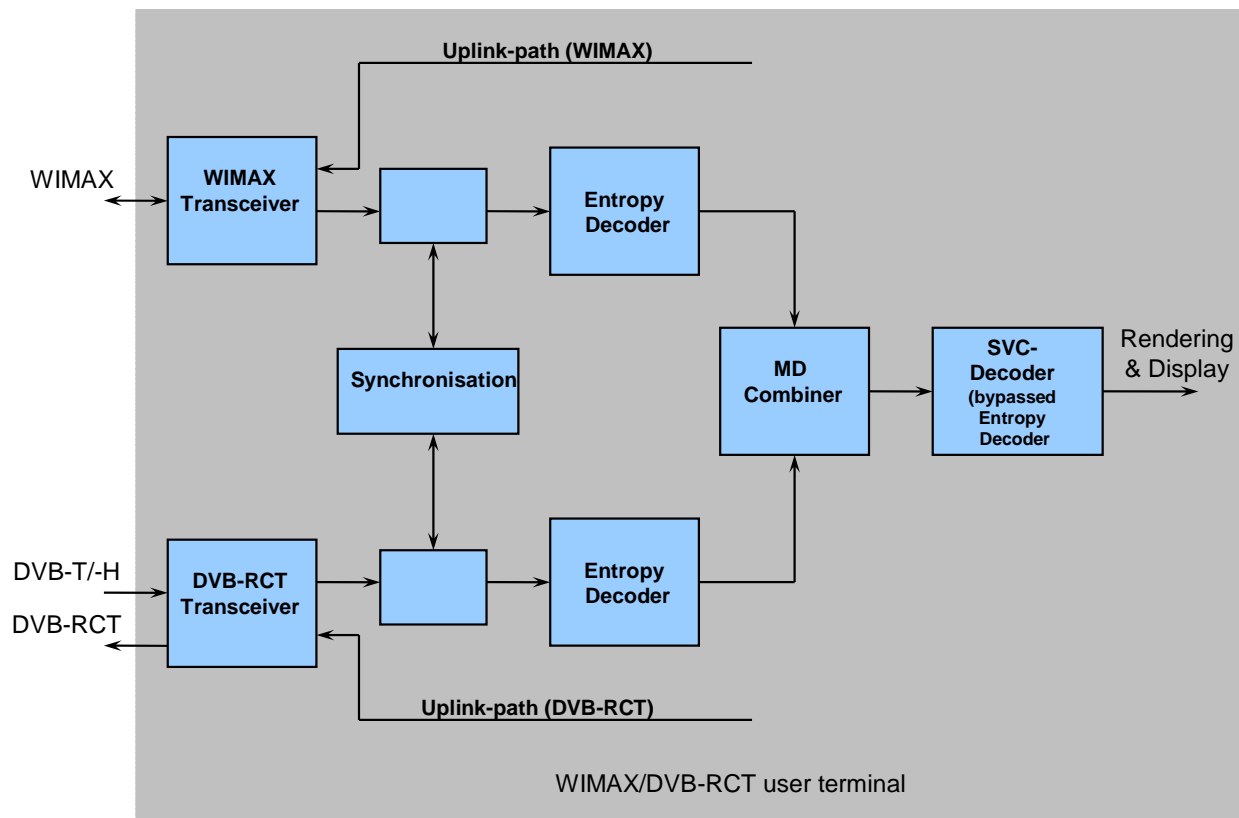 Uplink-path (WIMAX)
WIMAX
WIMAX
Transceiver
Entropy
Decoder
Synchronisation
MD
Combiner
SVC-
Decoder
(bypassed
Entropy
Decoder
Rendering
& Display
DVB-T/-H
DVB-RCT
DVB-RCT
Transceiver
Entropy
Decoder
Uplink-path (DVB-RCT)
WIMAX/DVB-RCT user terminal